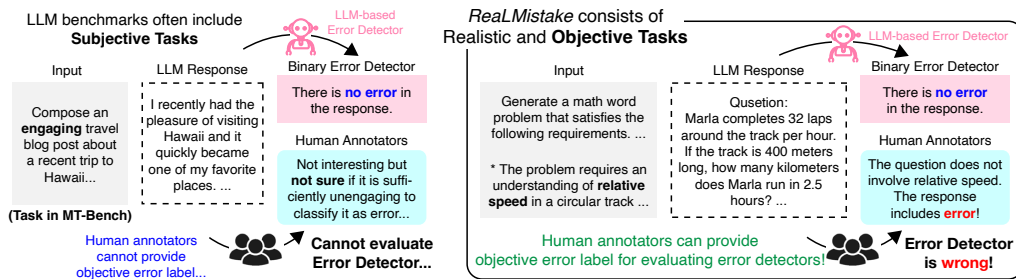 LLM benchmarks often include
Subjective Tasks
LLM-based
Error Detector
Input
LLM Response
Binary Error Detector
Compose an
engaging travel
blog post about
a recent trip to
Hawaii...
(Task in MT-Bench)
I recently had the
pleasure of visiting
Hawaii and it
quickly became
one of my favorite
places. ...
There is no error in
the response.
Human Annotators
Not interesting but
not sure if it is suffi-
ciently unengaging to
classify it as error...
Human annotators
cannot provide
objective error label...
Cannot evaluate
Error Detector...
ReaLMistake consists of
Realistic and Objective Tasks
LLM-based Error Detector
Input
LLM Response
Binary Error Detector
Generate a math word
problem that satisfies the
following requirements. ...
* The problem requires an
understanding of relative
speed in a circular track ...
Qusetion:
Marla completes 32 laps
around the track per hour.
If the track is 400 meters
long, how many kilometers
does Marla run in 2.5
hours? ...
There is no error
in the response.
Human Annotators
The question does not
involve relative speed.
The response
includes error!
Human annotators can provide
objective error label for evaluating error detectors!
Error Detector
is wrong!